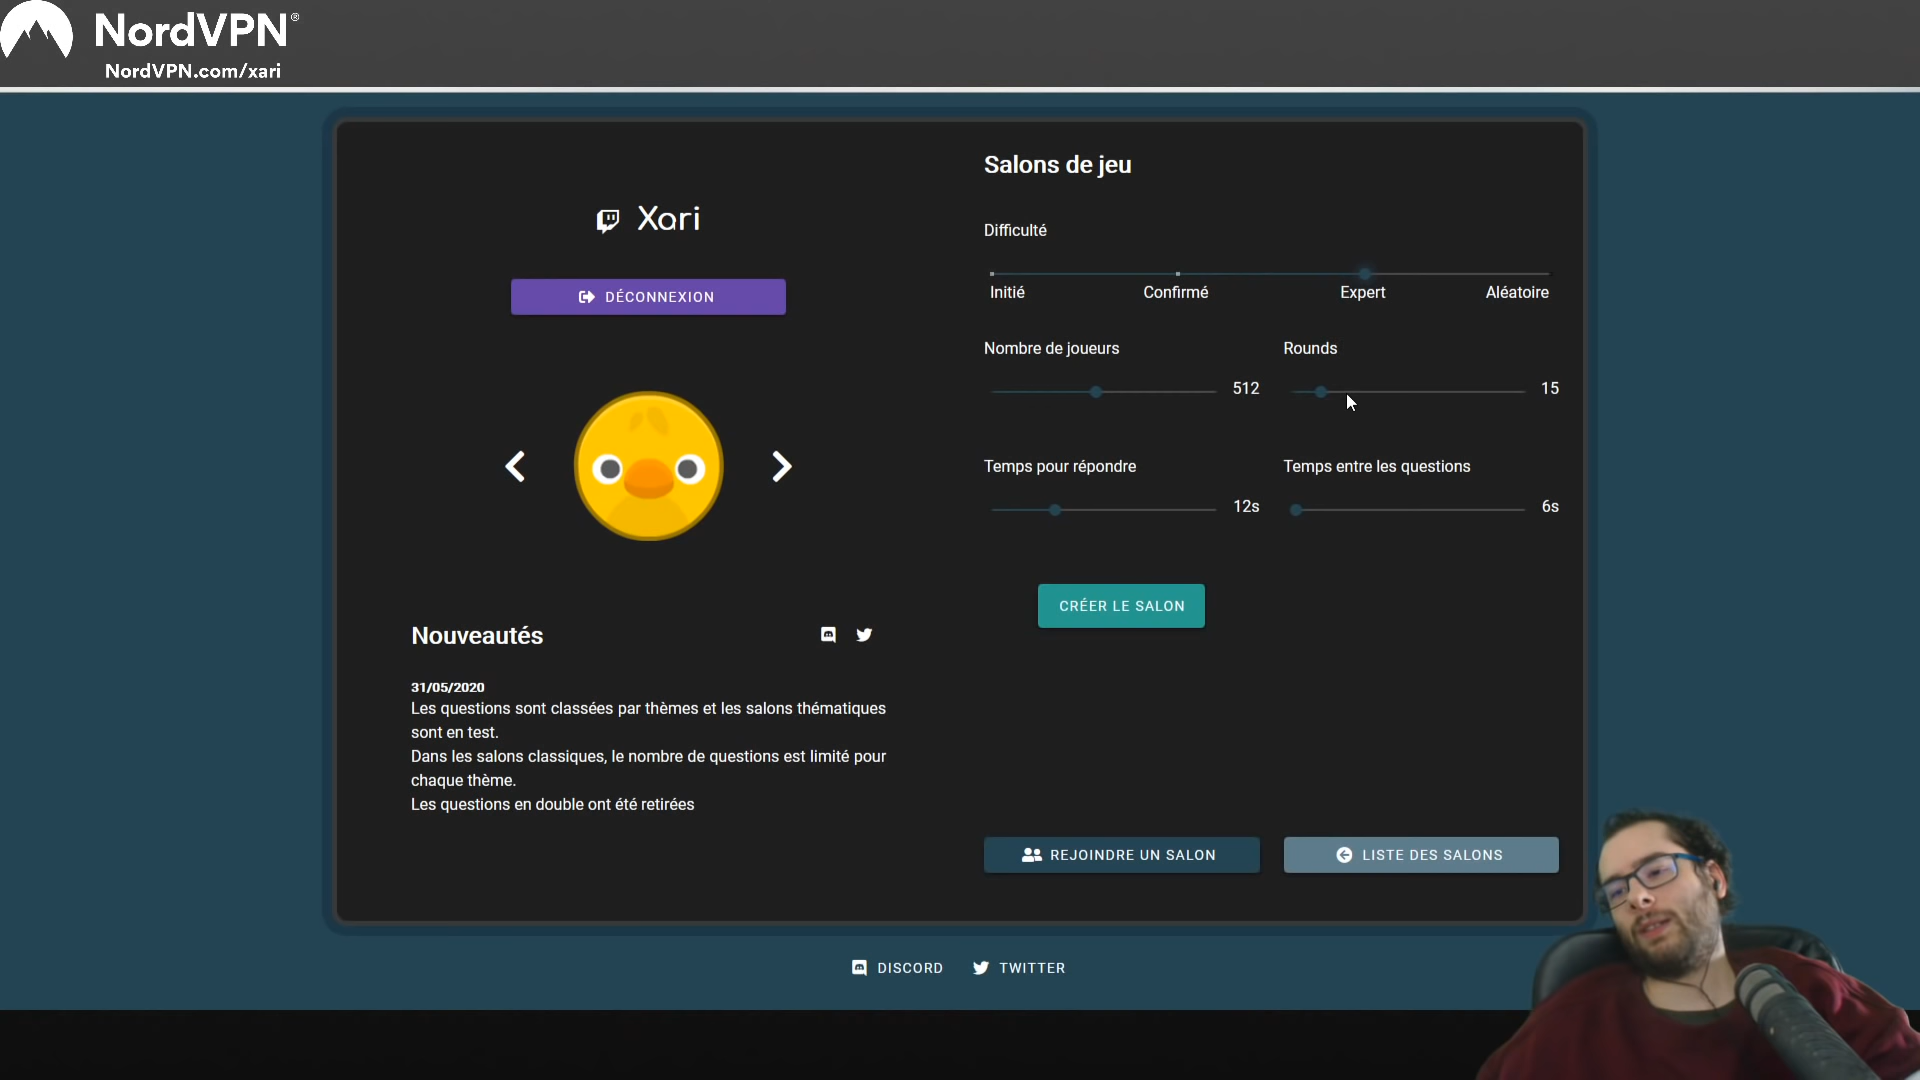 NordVPN®
NordVPN.com/xari
Xari
DÉCONNEXION
Nouveautés
31/05/2020
Les questions sont classées par thèmes et les salons thématiques
sont en test.
Dans les salons classiques, le nombre de questions est limité pour
chaque thème.
Les questions en double ont été retirées
Salons de jeu
Difficulté
Initié Confirmé Expert Aléatoire
Nombre de joueurs Rounds
512 15
Temps pour répondre Temps entre les questions
12s 6s
CRÉER LE SALON
REJOINDRE UN SALON LISTE DES SALONS
DISCORD TWITTER